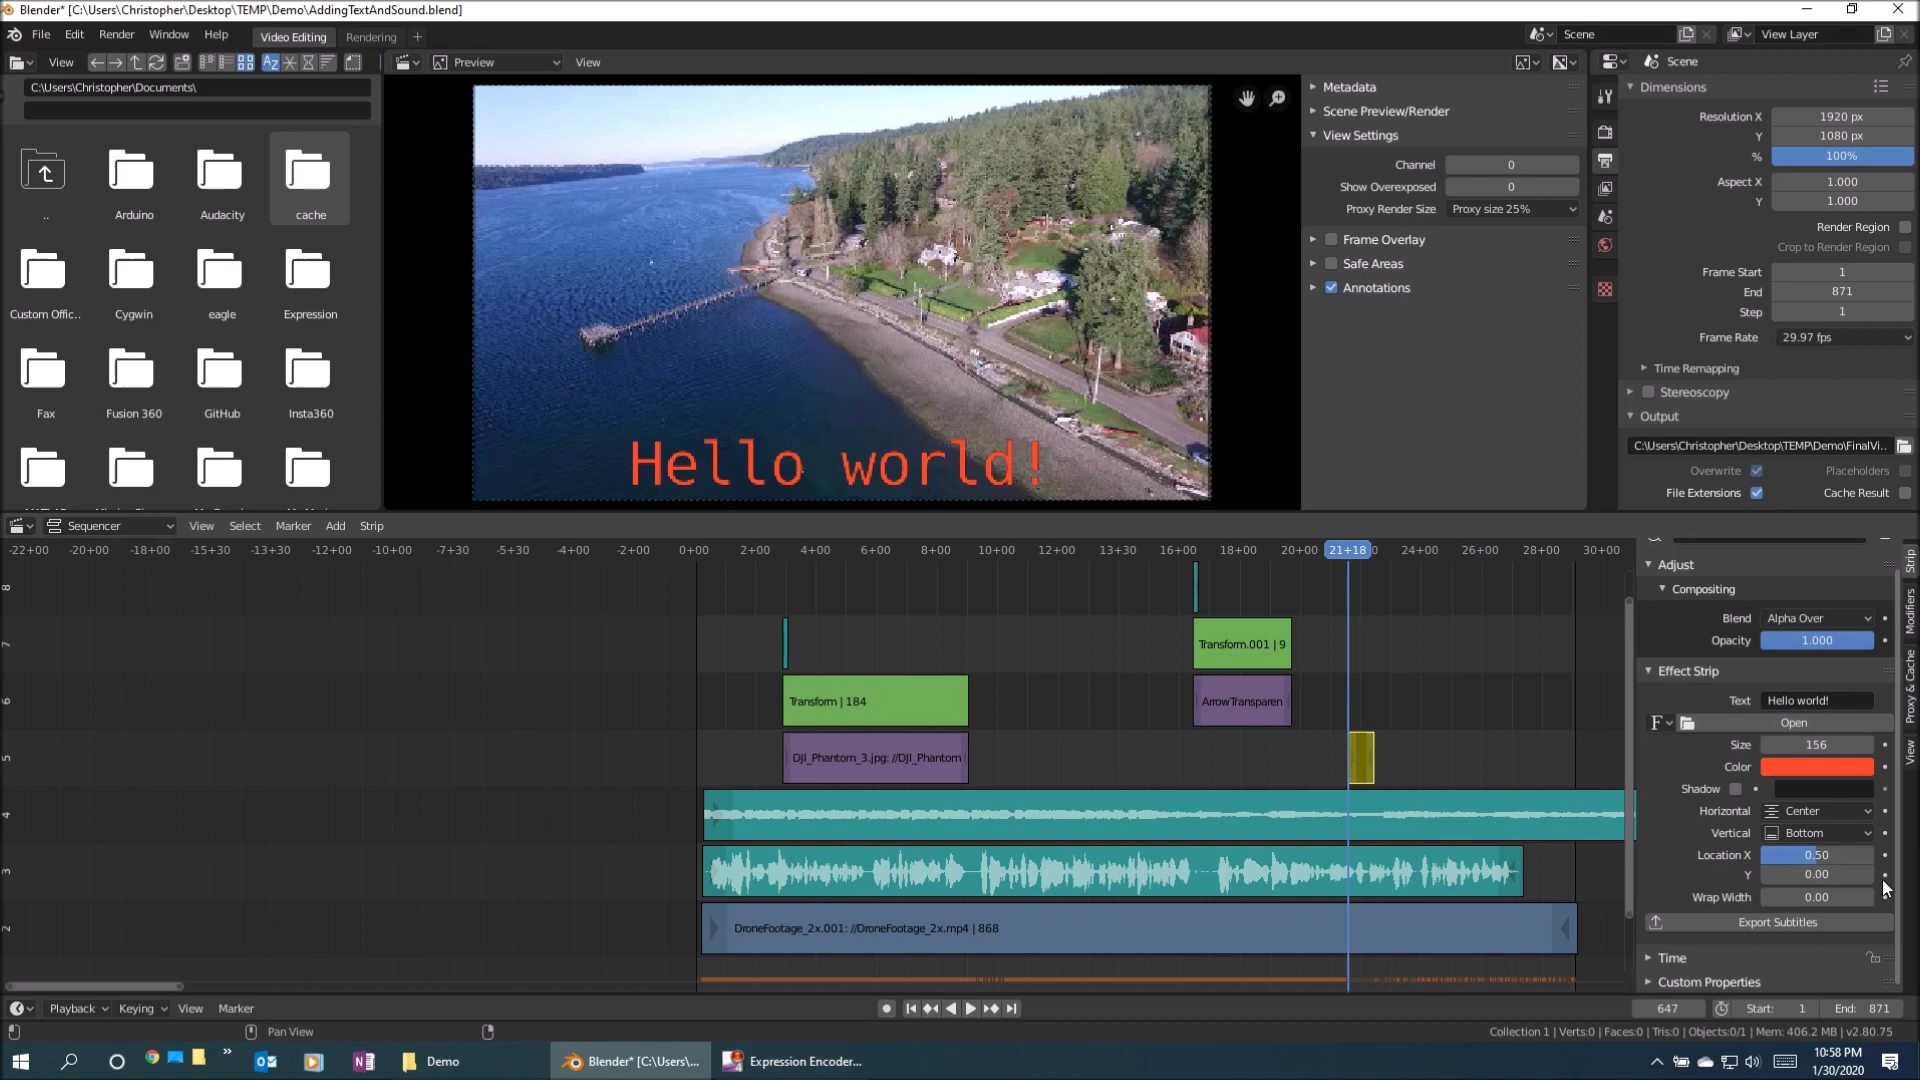 Blender* [C:\Users\Christopher\Desktop\TEMP\Demo\AddingTextAndSound.blend]
File Edit Render Window Help Video Editing Rendering + Scene View Layer
View Preview View Scene
C:\Users\Christopher\Documents\
.. Arduino Audacity cache
Custom Offic.. Cygwin eagle Expression
Fax Fusion 360 GitHub Insta360
Hello world!
Metadata
Scene Preview/Render
View Settings
Channel 0
Show Overexposed 0
Proxy Render Size Proxy size 25%
Frame Overlay
Safe Areas
Annotations
Dimensions
Resolution X 1920 px
Y 1080 px
% 100%
Aspect X 1.000
Y 1.000
Render Region
Crop to Render Region
Frame Start 1
End 871
Step 1
Frame Rate 29.97 fps
Time Remapping
Stereoscopy
Output
C:\Users\Christopher\Desktop\TEMP\Demo\FinalVi..
Overwrite Placeholders
File Extensions Cache Result
Sequencer View Select Marker Add Strip
-22+00 -20+00 -18+00 -15+30 -13+30 -12+00 -10+00 -7+30 -5+30 -4+00 -2+00 0+00 2+00 4+00 6+00 8+00 10+00 12+00 13+30 16+00 18+00 20+00 21+18 24+00 26+00 28+00 30+00
8
7 Transform.001 | 9
6 Transform | 184 ArrowTransparen
5 DJI_Phantom_3.jpg: //DJI_Phantom
4
3
2 DroneFootage_2x.001: //DroneFootage_2x.mp4 | 868
Adjust
Compositing
Blend Alpha Over
Opacity 1.000
Effect Strip
Text Hello world!
F Open
Size 156
Color
Shadow
Horizontal Center
Vertical Bottom
Location X 0.50
Y 0.00
Wrap Width 0.00
Export Subtitles
Time
Custom Properties
Strip
Modifiers
Proxy & Cache
View
Playback Keying View Marker 647 Start: 1 End: 871
Pan View Collection 1 | Verts:0 | Faces:0 | Tris:0 | Objects:0/1 | Mem: 406.2 MB | v2.80.75
Demo Blender* [C:\Users\... Expression Encoder... 10:58 PM
1/30/2020